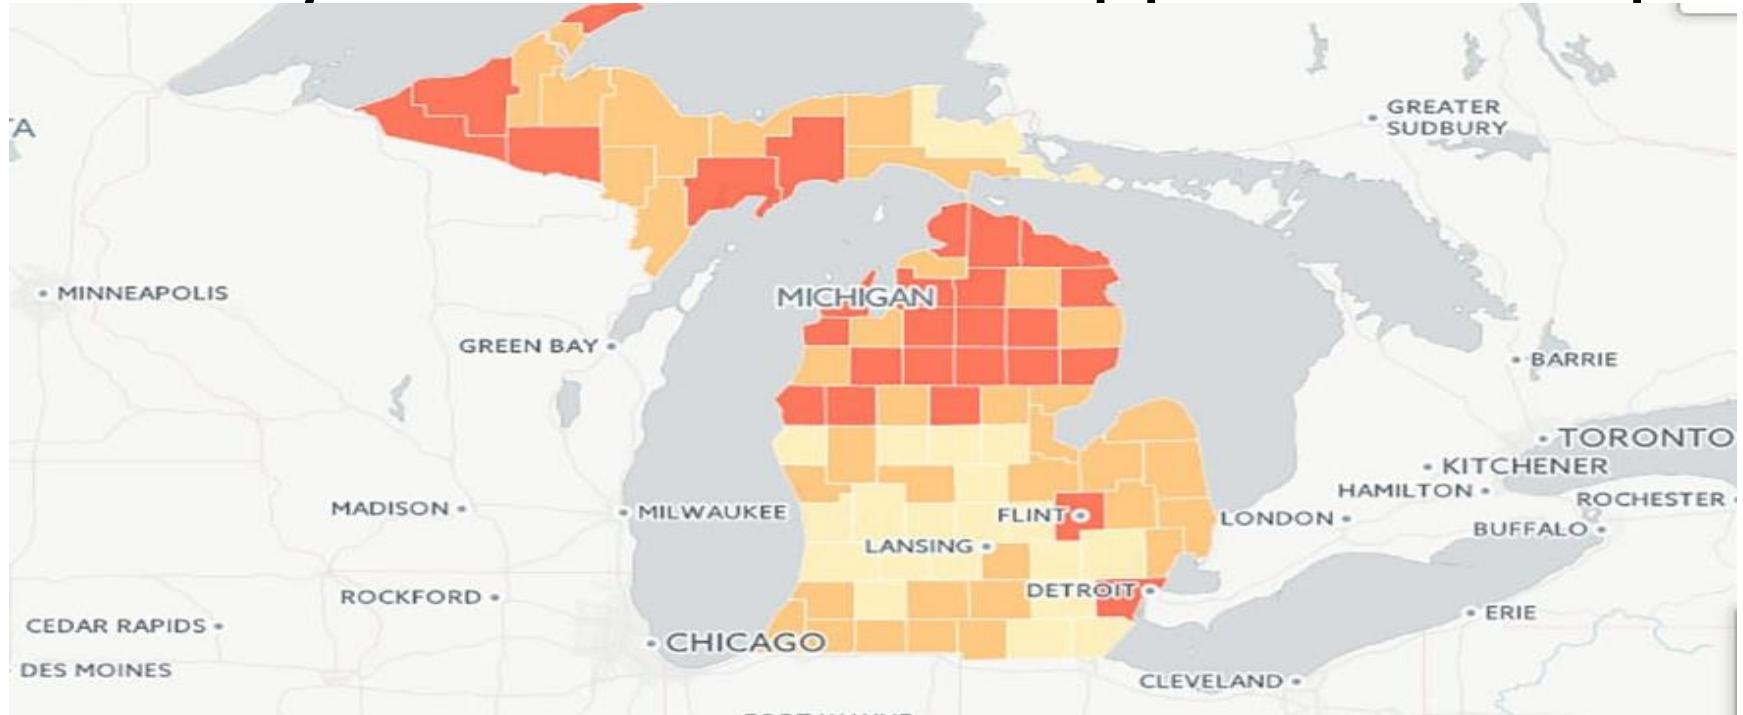 GREATER
SUDBURY
MINNEAPOLIS
MICHIGAN
GREEN BAY
BARRIE
TORONTO
KITCHENER
HAMILTON
ROCHESTER
MADISON
MILWAUKEE
FLINT
LONDON
BUFFALO
LANSING
DETROIT
ROCKFORD
ERIE
CEDAR RAPIDS
CHICAGO
DES MOINES
CLEVELAND